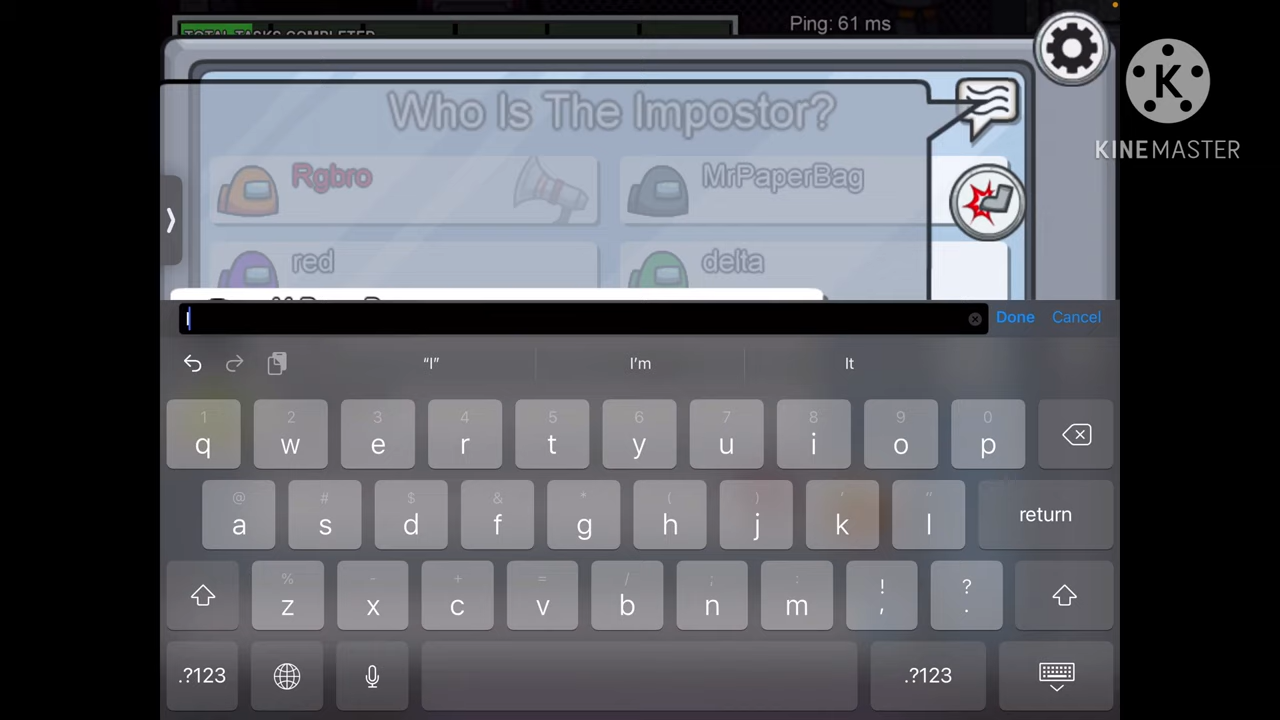 TOTAL TASKS COMPLETED
Ping: 61 ms
Who Is The Impostor?
Rgbro
MrPaperBag
red
delta
KINEMASTER
I
Done
Cancel
“I”
I’m
It
1 2 3 4 5 6 7 8 9 0
q w e r t y u i o p
@ # $ & * ( ) ' "
a s d f g h j k l
return
% - + = / ; : ! ?
z x c v b n m , .
.?123
.?123